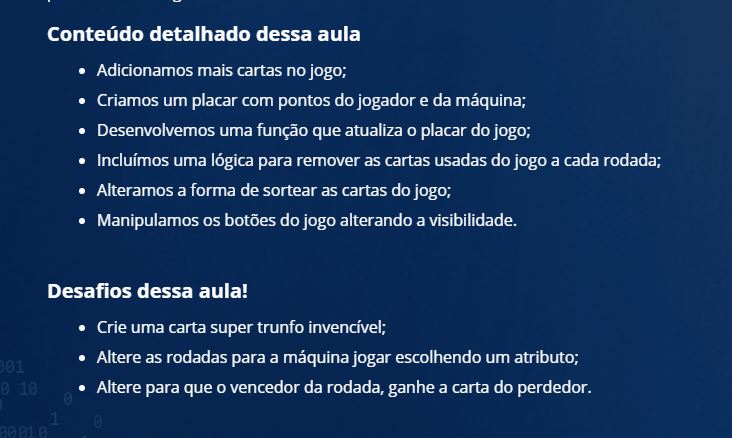 Conteúdo detalhado dessa aula
Adicionamos mais cartas no jogo;
Criamos um placar com pontos do jogador e da máquina;
Desenvolvemos uma função que atualiza o placar do jogo;
Incluímos uma lógica para remover as cartas usadas do jogo a cada rodada;
Alteramos a forma de sortear as cartas do jogo;
Manipulamos os botões do jogo alterando a visibilidade.
Desafios dessa aula!
Crie uma carta super trunfo invencível;
Altere as rodadas para a máquina jogar escolhendo um atributo;
Altere para que o vencedor da rodada, ganhe a carta do perdedor.